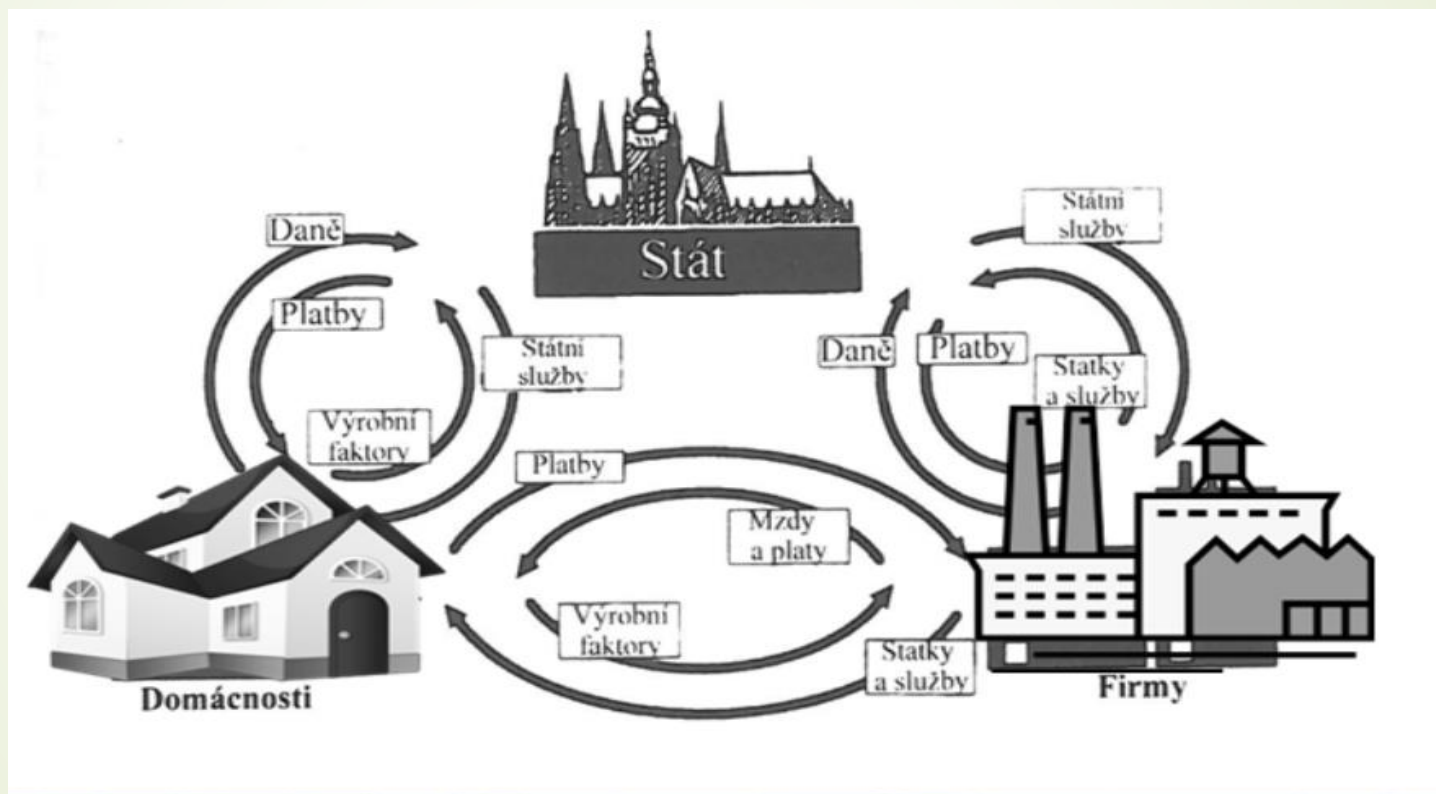 Stát
Daně
Platby
Výrobní
faktory
Státní
služby
Státní
služby
Daně
Platby
Statky
a služby
Platby
Mzdy
a platy
Výrobní
faktory
Statky
a služby
Domácnosti
Firmy